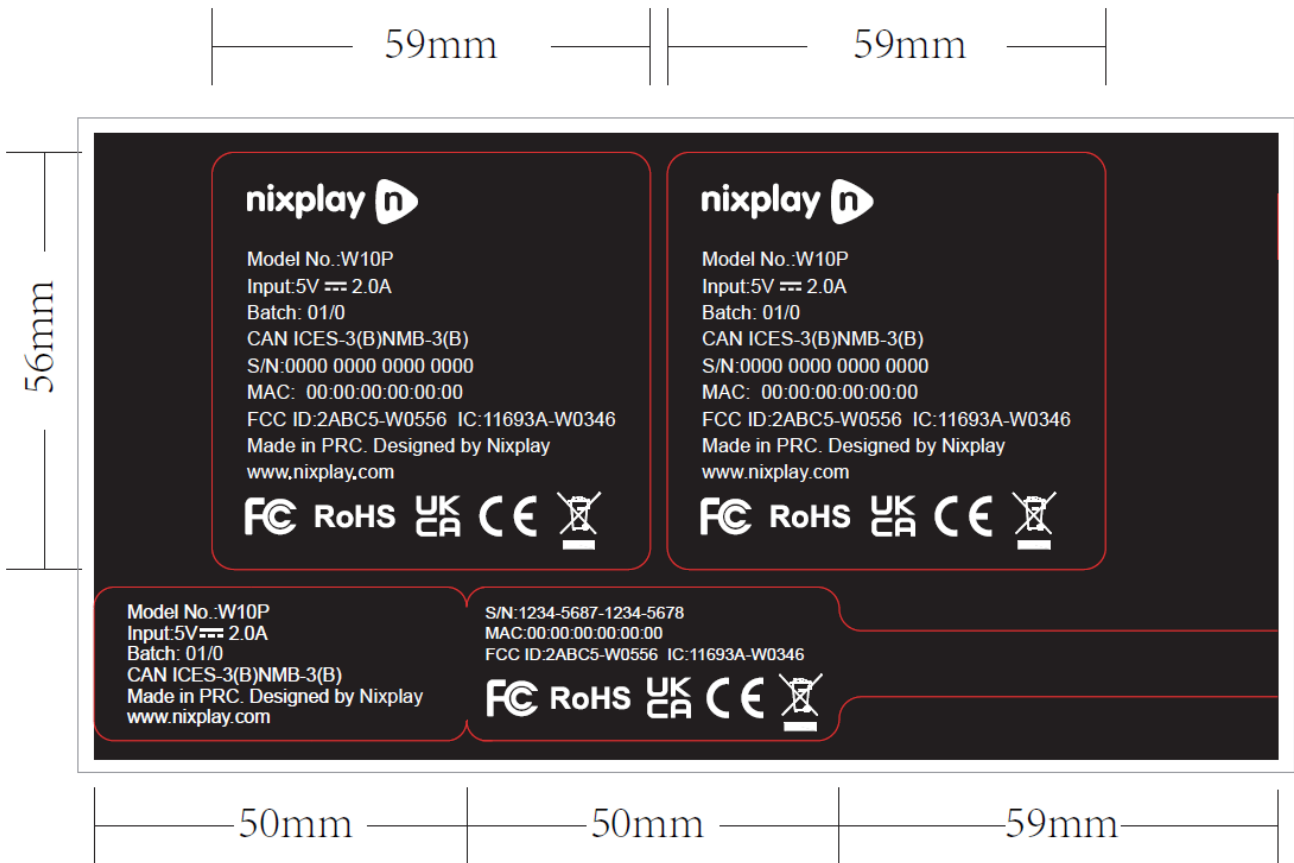 59mm
59mm
56mm
nixplay n
Model No.:W10P
Input:5V ⎓ 2.0A
Batch: 01/0
CAN ICES-3(B)NMB-3(B)
S/N:0000 0000 0000 0000
MAC: 00:00:00:00:00:00
FCC ID:2ABC5-W0556 IC:11693A-W0346
Made in PRC. Designed by Nixplay
www.nixplay.com
FC RoHS UK CA CE
nixplay n
Model No.:W10P
Input:5V ⎓ 2.0A
Batch: 01/0
CAN ICES-3(B)NMB-3(B)
S/N:0000 0000 0000 0000
MAC: 00:00:00:00:00:00
FCC ID:2ABC5-W0556 IC:11693A-W0346
Made in PRC. Designed by Nixplay
www.nixplay.com
FC RoHS UK CA CE
Model No.:W10P
Input:5V⎓ 2.0A
Batch: 01/0
CAN ICES-3(B)NMB-3(B)
Made in PRC. Designed by Nixplay
www.nixplay.com
S/N:1234-5687-1234-5678
MAC:00:00:00:00:00:00
FCC ID:2ABC5-W0556 IC:11693A-W0346
FC RoHS UK CA CE
50mm
50mm
59mm